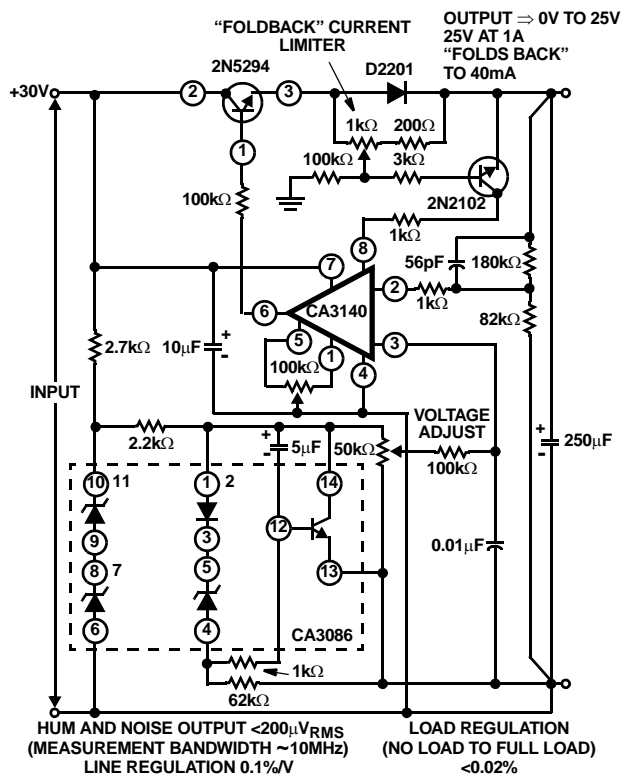 OUTPUT ⇒ 0V TO 25V
25V AT 1A
“FOLDS BACK”
TO 40mA
“FOLDBACK” CURRENT
LIMITER
2N5294
D2201
+30V
2
3
1kΩ
200Ω
1
100kΩ
3kΩ
100kΩ
2N2102
1kΩ
8
7
56pF
180kΩ
6
CA3140
2
1kΩ
5
1
3
82kΩ
2.7kΩ
10μF
+
-
100kΩ
4
INPUT
VOLTAGE
ADJUST
2.2kΩ
+
-
5μF
50kΩ
100kΩ
+
-
250μF
10
11
1
2
14
9
3
12
0.01μF
8
7
5
13
6
4
CA3086
1kΩ
62kΩ
HUM AND NOISE OUTPUT <200μVRMS
(MEASUREMENT BANDWIDTH ~10MHz)
LINE REGULATION 0.1%/V
LOAD REGULATION
(NO LOAD TO FULL LOAD)
<0.02%